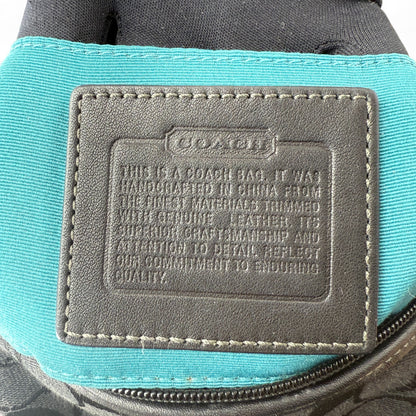 COACH
THIS IS A COACH BAG. IT WAS
HANDCRAFTED IN CHINA FROM
THE FINEST MATERIALS TRIMMED
WITH GENUINE LEATHER. ITS
SUPERIOR CRAFTSMANSHIP AND
ATTENTION TO DETAIL REFLECT
OUR COMMITMENT TO ENDURING
QUALITY.